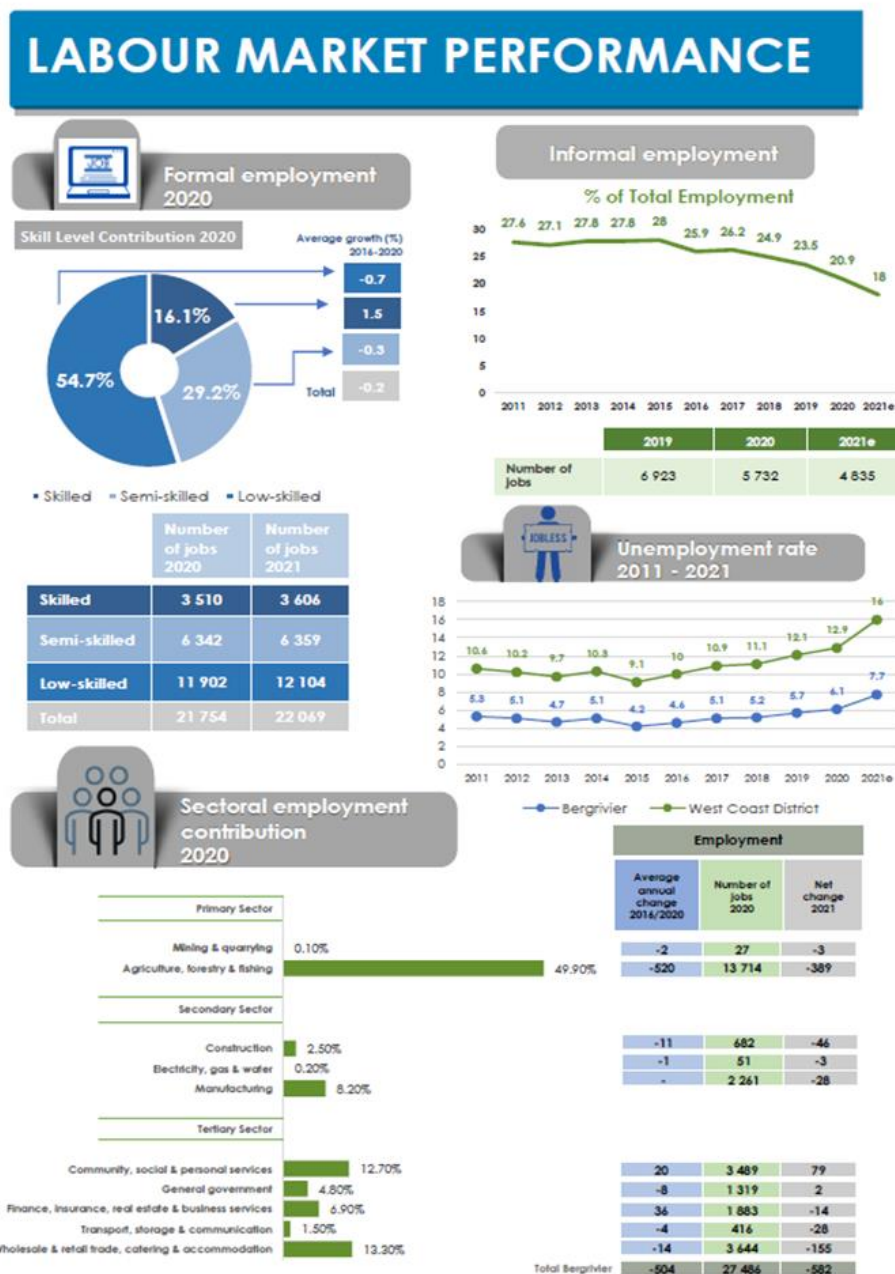 LABOUR MARKET PERFORMANCE
JOB
Formal employment
2020
Skill Level Contribution 2020
Average growth (%)
2016-2020
-0.7
1.5
-0.3
Total
-0.2
16.1%
54.7%
29.2%
Skilled Semi-skilled Low-skilled
Number of jobs 2020 Number of jobs 2021
Skilled 3 510 3 606
Semi-skilled 6 342 6 359
Low-skilled 11 902 12 104
Total 21 754 22 069
Informal employment
% of Total Employment
30
25
20
15
10
5
0
27.6 27.1 27.8 27.8 28 25.9 26.2 24.9 23.5 20.9 18
2011 2012 2013 2014 2015 2016 2017 2018 2019 2020 2021e
2019 2020 2021e
Number of jobs 6 923 5 732 4 835
JOBLESS
Unemployment rate
2011 - 2021
18
16
14
12
10
8
6
4
2
0
10.6 10.2 9.7 10.3 9.1 10 10.9 11.1 12.1 12.9 16
5.3 5.1 4.7 5.1 4.2 4.6 5.1 5.2 5.7 6.1 7.7
2011 2012 2013 2014 2015 2016 2017 2018 2019 2020 2021e
Bergrivier West Coast District
Sectoral employment
contribution
2020
Employment
Average annual change 2016/2020 Number of jobs 2020 Net change 2021
Primary Sector
Mining & quarrying 0.10% -2 27 -3
Agriculture, forestry & fishing 49.90% -520 13 714 -389
Secondary Sector
Construction 2.50% -11 682 -46
Electricity, gas & water 0.20% -1 51 -3
Manufacturing 8.20% - 2 261 -28
Tertiary Sector
Community, social & personal services 12.70% 20 3 489 79
General government 4.80% -8 1 319 2
Finance, insurance, real estate & business services 6.90% 36 1 883 -14
Transport, storage & communication 1.50% -4 416 -28
Wholesale & retail trade, catering & accommodation 13.30% -14 3 644 -155
Total Bergrivier -504 27 486 -582